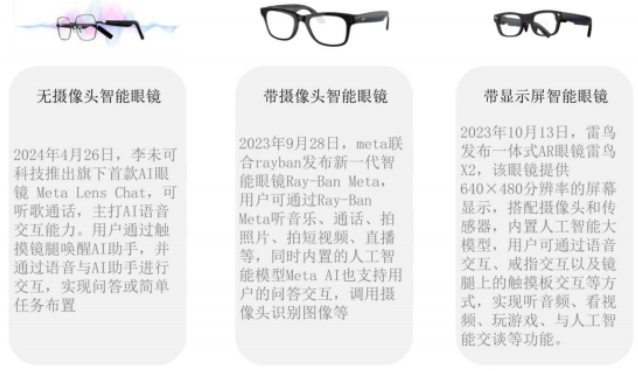 无摄像头智能眼镜
2024年4月26日，李未可
科技推出旗下首款AI眼
镜 Meta Lens Chat，可
听歌通话，主打AI语音
交互能力。用户通过触
摸镜腿唤醒AI助手，并
通过语音与AI助手进行
交互，实现问答或简单
任务布置
带摄像头智能眼镜
2023年9月28日，meta联
合rayban发布新一代智
能眼镜Ray-Ban Meta，
用户可通过Ray-Ban
Meta听音乐、通话、拍
照片、拍短视频、直播
等，同时内置的人工智
能模型Meta AI也支持用
户的问答交互，调用摄
像头识别图像等
带显示屏智能眼镜
2023年10月13日，雷鸟
发布一体式AR眼镜雷鸟
X2，该眼镜提供
640×480分辨率的屏幕
显示，搭配摄像头和传
感器，内置人工智能大
模型，用户可通过语音
交互、戒指交互以及镜
腿上的触摸板交互等方
式，实现听音频、看视
频、玩游戏、与人工智
能交谈等功能。